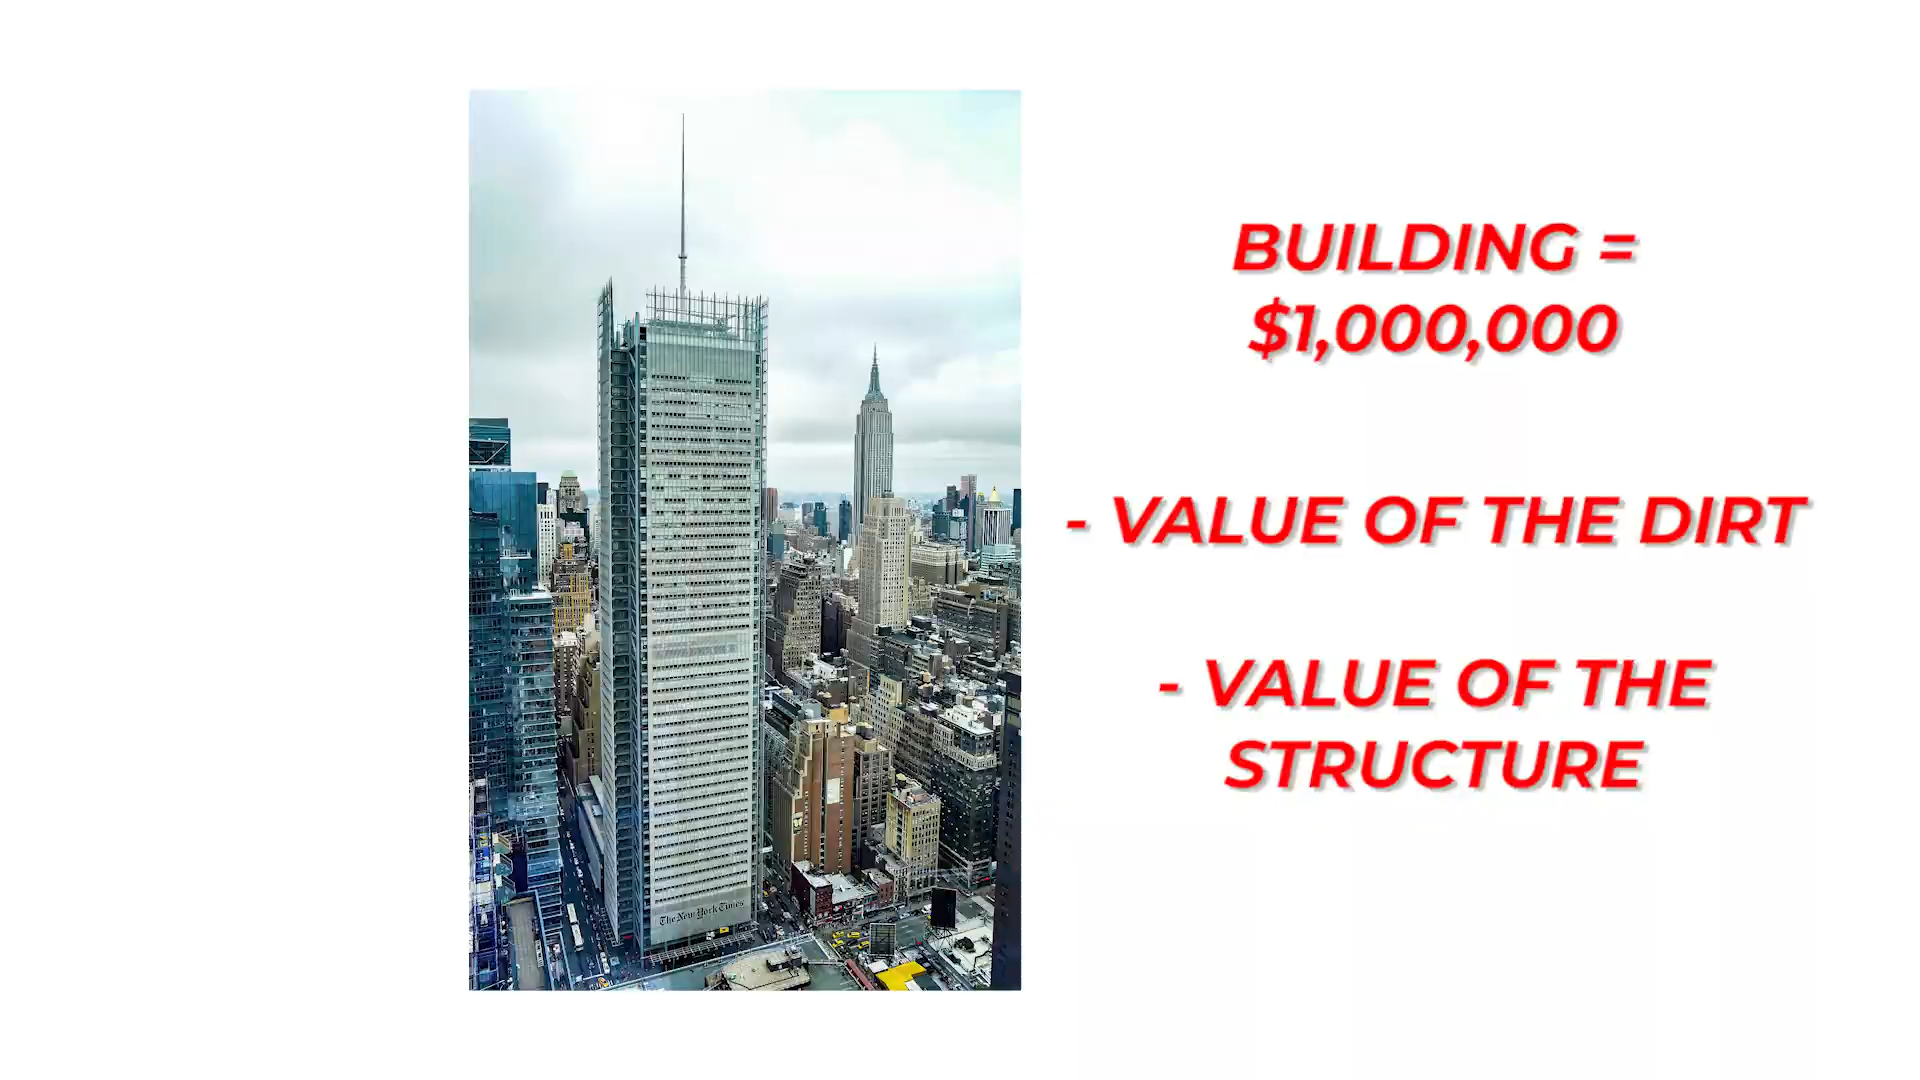 BUILDING =
$1,000,000
- VALUE OF THE DIRT
- VALUE OF THE
STRUCTURE
The New York Times